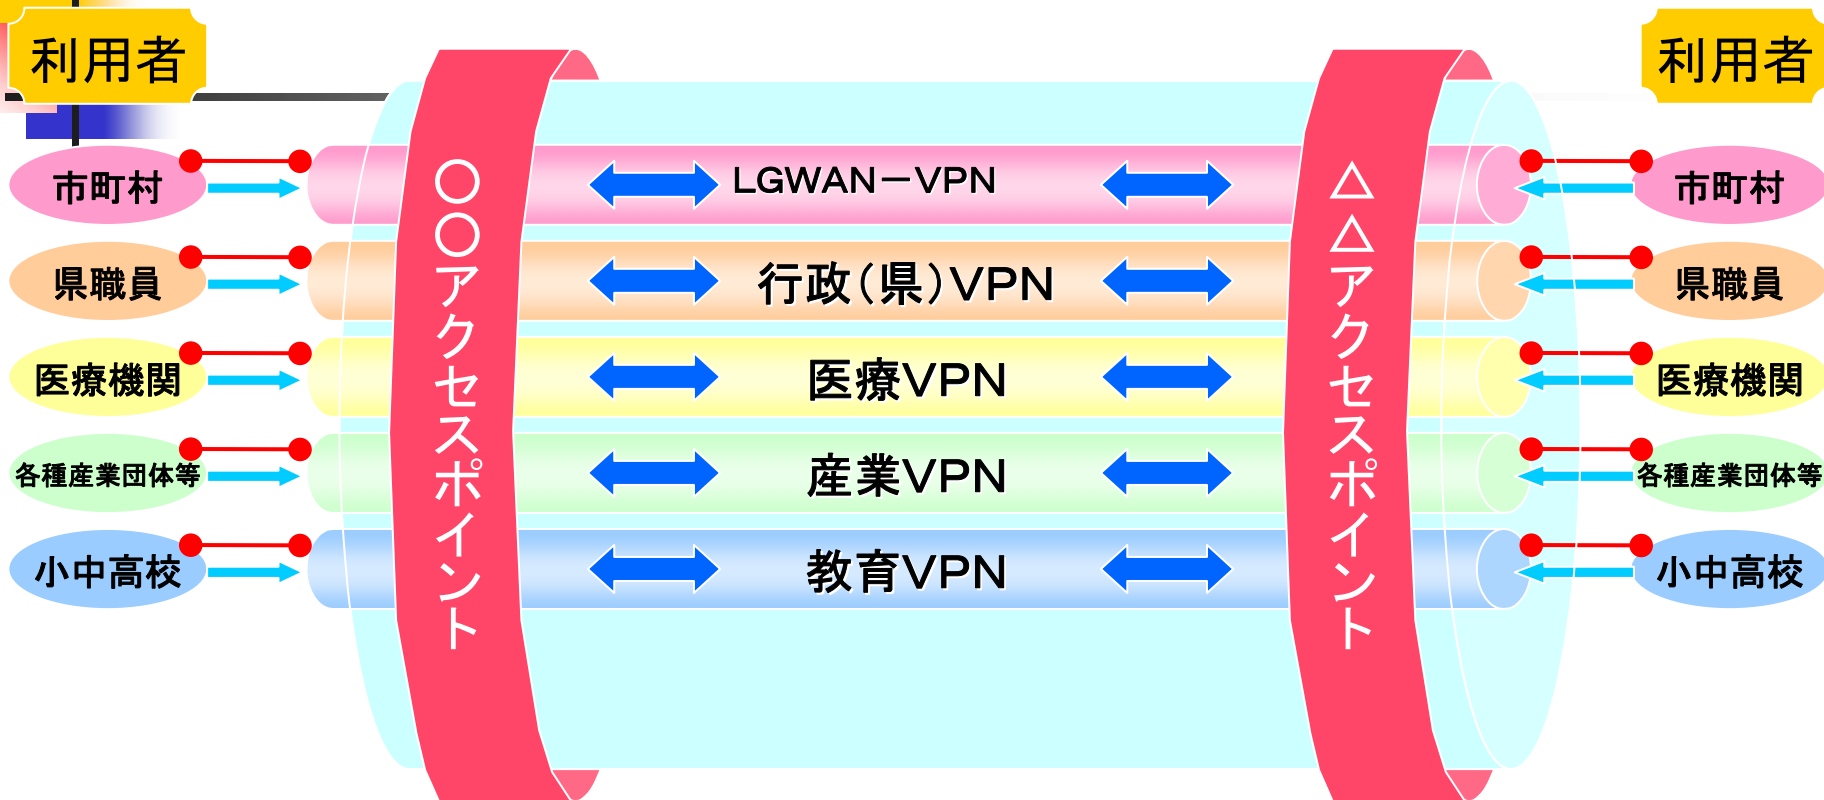 利用者
利用者
市町村
LGWAN－VPN
市町村
県職員
行政(県)VPN
県職員
医療機関
医療VPN
医療機関
各種産業団体等
産業VPN
各種産業団体等
小中高校
教育VPN
小中高校
○○アクセスポイント
△△アクセスポイント